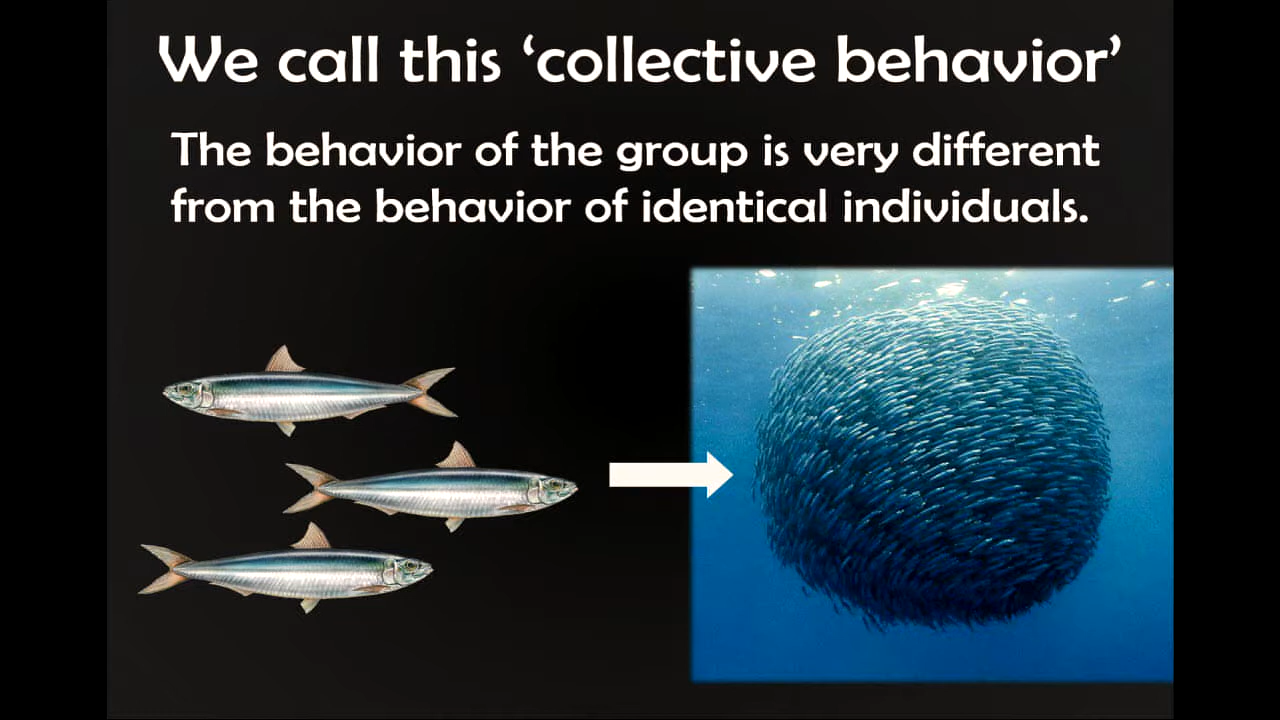 We call this ‘collective behavior’
The behavior of the group is very different
from the behavior of identical individuals.